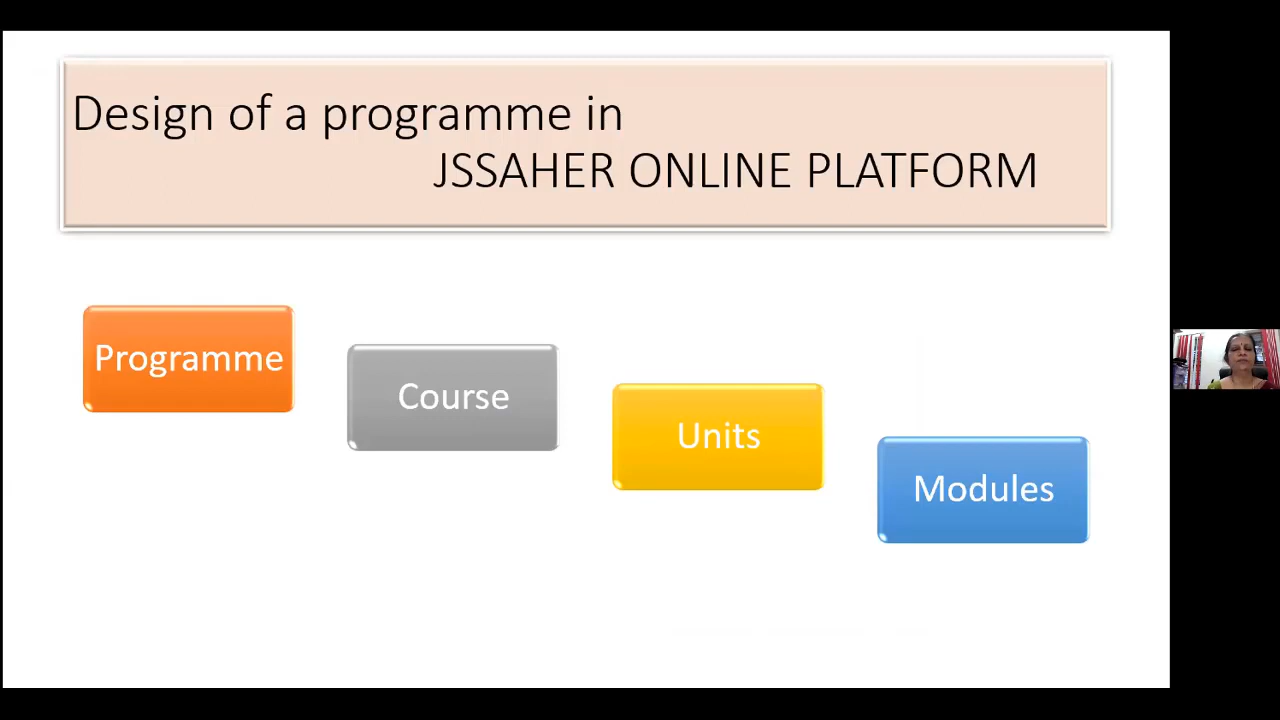 Design of a programme in
JSSAHER ONLINE PLATFORM
Programme
Course
Units
Modules